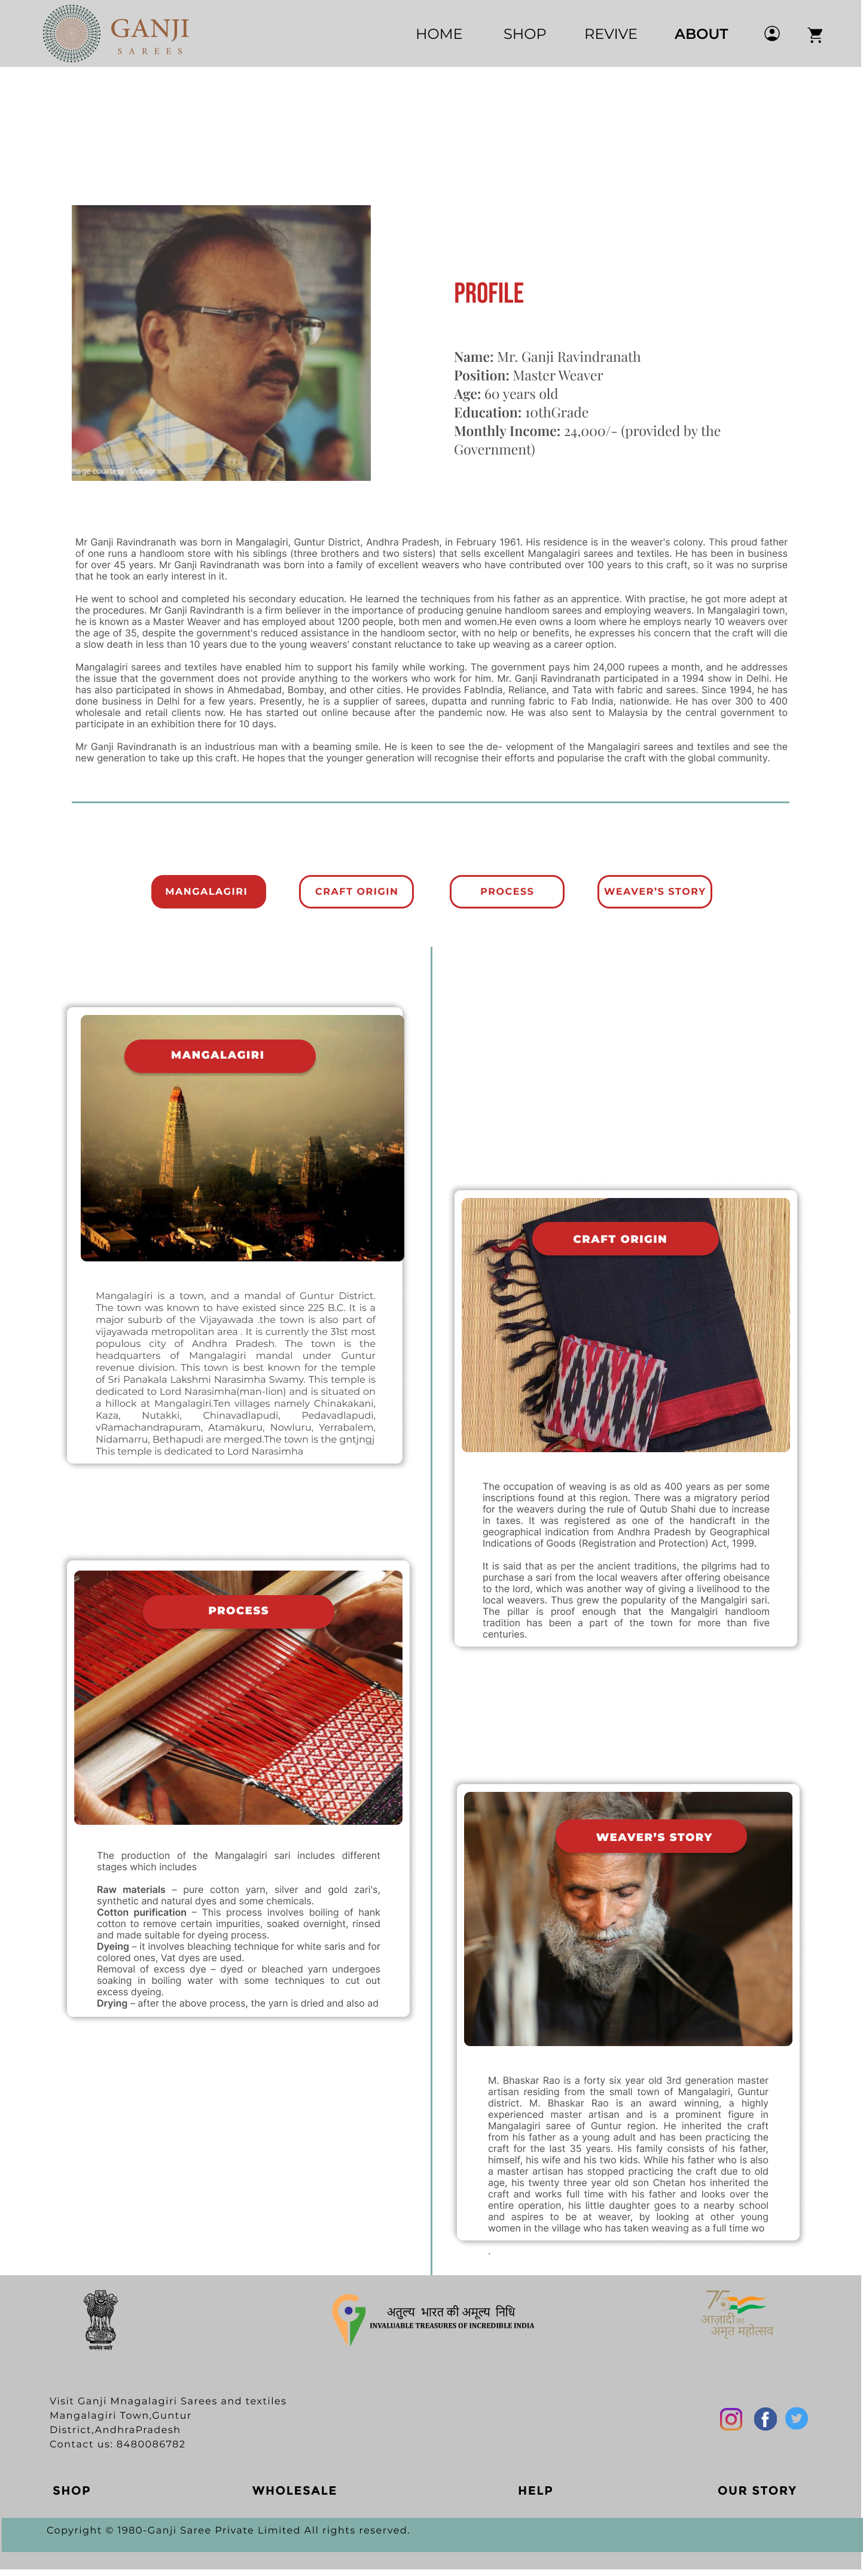 GANJI
SAREES
HOME SHOP REVIVE ABOUT
PROFILE
Name: Mr. Ganji Ravindranath
Position: Master Weaver
Age: 60 years old
Education: 10thGrade
Monthly Income: 24,000/- (provided by the
Government)
mage courtesy : Instagram
Mr Ganji Ravindranath was born in Mangalagiri, Guntur District, Andhra Pradesh, in February 1961. His residence is in the weaver's colony. This proud father
of one runs a handloom store with his siblings (three brothers and two sisters) that sells excellent Mangalagiri sarees and textiles. He has been in business
for over 45 years. Mr Ganji Ravindranath was born into a family of excellent weavers who have contributed over 100 years to this craft, so it was no surprise
that he took an early interest in it.
He went to school and completed his secondary education. He learned the techniques from his father as an apprentice. With practise, he got more adept at
the procedures. Mr Ganji Ravindranth is a firm believer in the importance of producing genuine handloom sarees and employing weavers. In Mangalagiri town,
he is known as a Master Weaver and has employed about 1200 people, both men and women.He even owns a loom where he employs nearly 10 weavers over
the age of 35, despite the government's reduced assistance in the handloom sector, with no help or benefits, he expresses his concern that the craft will die
a slow death in less than 10 years due to the young weavers' constant reluctance to take up weaving as a career option.
Mangalagiri sarees and textiles have enabled him to support his family while working. The government pays him 24,000 rupees a month, and he addresses
the issue that the government does not provide anything to the workers who work for him. Mr. Ganji Ravindranath participated in a 1994 show in Delhi. He
has also participated in shows in Ahmedabad, Bombay, and other cities. He provides FabIndia, Reliance, and Tata with fabric and sarees. Since 1994, he has
done business in Delhi for a few years. Presently, he is a supplier of sarees, dupatta and running fabric to Fab India, nationwide. He has over 300 to 400
wholesale and retail clients now. He has started out online because after the pandemic now. He was also sent to Malaysia by the central government to
participate in an exhibition there for 10 days.
Mr Ganji Ravindranath is an industrious man with a beaming smile. He is keen to see the de- velopment of the Mangalagiri sarees and textiles and see the
new generation to take up this craft. He hopes that the younger generation will recognise their efforts and popularise the craft with the global community.
MANGALAGIRI CRAFT ORIGIN PROCESS WEAVER'S STORY
MANGALAGIRI
Mangalagiri is a town, and a mandal of Guntur District.
The town was known to have existed since 225 B.C. It is a
major suburb of the Vijayawada .the town is also part of
vijayawada metropolitan area . It is currently the 31st most
populous city of Andhra Pradesh. The town is the
headquarters of Mangalagiri mandal under Guntur
revenue division. This town is best known for the temple
of Sri Panakala Lakshmi Narasimha Swamy. This temple is
dedicated to Lord Narasimha(man-lion) and is situated on
a hillock at Mangalagiri.Ten villages namely Chinakakani,
Kaza, Nutakki, Chinavadlapudi, Pedavadlapudi,
vRamachandrapuram, Atamakuru, Nowluru, Yerrabalem,
Nidamarru, Bethapudi are merged.The town is the gntjngj
This temple is dedicated to Lord Narasimha
CRAFT ORIGIN
The occupation of weaving is as old as 400 years as per some
inscriptions found at this region. There was a migratory period
for the weavers during the rule of Qutub Shahi due to increase
in taxes. It was registered as one of the handicraft in the
geographical indication from Andhra Pradesh by Geographical
Indications of Goods (Registration and Protection) Act, 1999.
It is said that as per the ancient traditions, the pilgrims had to
purchase a sari from the local weavers after offering obeisance
to the lord, which was another way of giving a livelihood to the
local weavers. Thus grew the popularity of the Mangalgiri sari.
The pillar is proof enough that the Mangalgiri handloom
tradition has been a part of the town for more than five
centuries.
PROCESS
The production of the Mangalagiri sari includes different
stages which includes
Raw materials – pure cotton yarn, silver and gold zari's,
synthetic and natural dyes and some chemicals.
Cotton purification – This process involves boiling of hank
cotton to remove certain impurities, soaked overnight, rinsed
and made suitable for dyeing process.
Dyeing – it involves bleaching technique for white saris and for
colored ones, Vat dyes are used.
Removal of excess dye – dyed or bleached yarn undergoes
soaking in boiling water with some techniques to cut out
excess dyeing.
Drying – after the above process, the yarn is dried and also ad
WEAVER'S STORY
M. Bhaskar Rao is a forty six year old 3rd generation master
artisan residing from the small town of Mangalagiri, Guntur
district. M. Bhaskar Rao is an award winning, a highly
experienced master artisan and is a prominent figure in
Mangalagiri saree of Guntur region. He inherited the craft
from his father as a young adult and has been practicing the
craft for the last 35 years. His family consists of his father,
himself, his wife and his two kids. While his father who is also
a master artisan has stopped practicing the craft due to old
age, his twenty three year old son Chetan hos inherited the
craft and works full time with his father and looks over the
entire operation, his little daughter goes to a nearby school
and aspires to be at weaver, by looking at other young
women in the village who has taken weaving as a full time wo
.
सत्यमेव जयते
अतुल्य भारत की अमूल्य निधि
INVALUABLE TREASURES OF INCREDIBLE INDIA
75
आज़ादी का
अमृत महोत्सव
Visit Ganji Mnagalagiri Sarees and textiles
Mangalagiri Town,Guntur
District,AndhraPradesh
Contact us: 8480086782
SHOP WHOLESALE HELP OUR STORY
Copyright © 1980-Ganji Saree Private Limited All rights reserved.